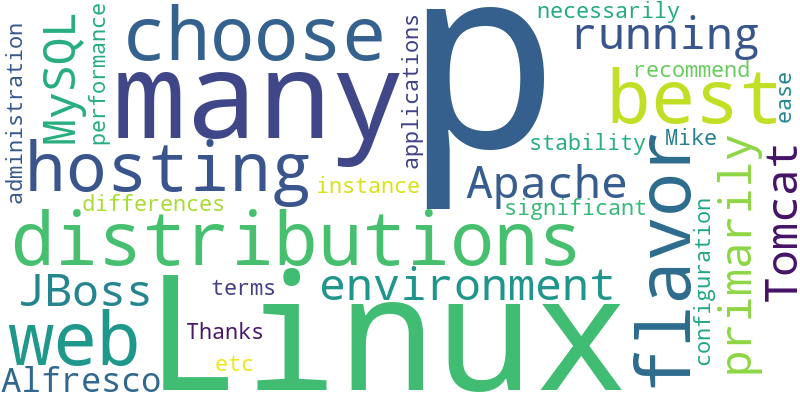 choose
necessarily
running
administration
MySQL
performance
applications
many
p
recommend
best
ease
stability
Mike
hosting
instance
Apache
flavor
primarily
Tomcat
differences
significant
distributions
configuration
JBoss
terms
environment
web
Thanks
Linux
etc
Alfresco